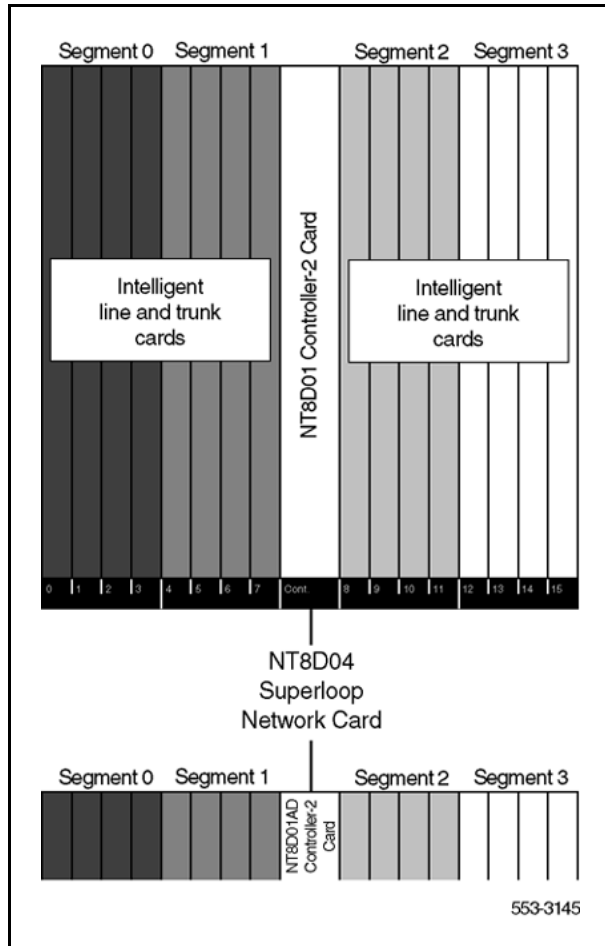 Segment 0 Segment 1 Segment 2 Segment 3
Intelligent
line and trunk
cards
NT8D01 Controller-2 Card
Intelligent
line and trunk
cards
0 1 2 3 4 5 6 7 Cont. 8 9 10 11 12 13 14 15
NT8D04
Superloop
Network Card
Segment 0 Segment 1 Segment 2 Segment 3
NT8D01AD
Controller-2
Card
553-3145